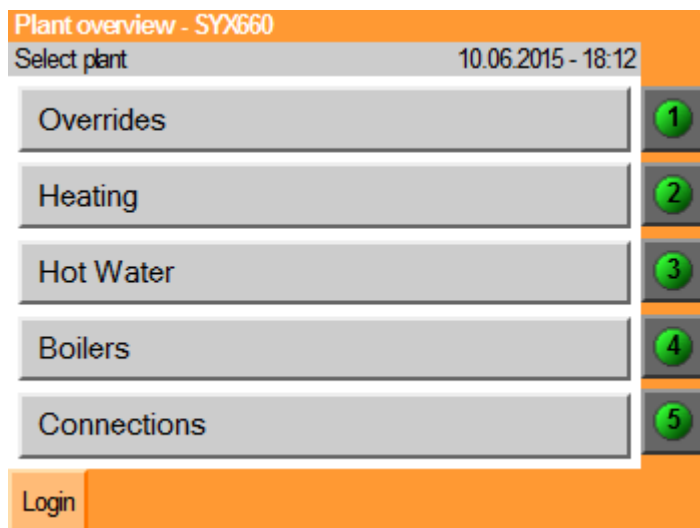 Plant overview - SYX660
Select plant 10.06.2015 - 18:12
Overrides 1
Heating 2
Hot Water 3
Boilers 4
Connections 5
Login